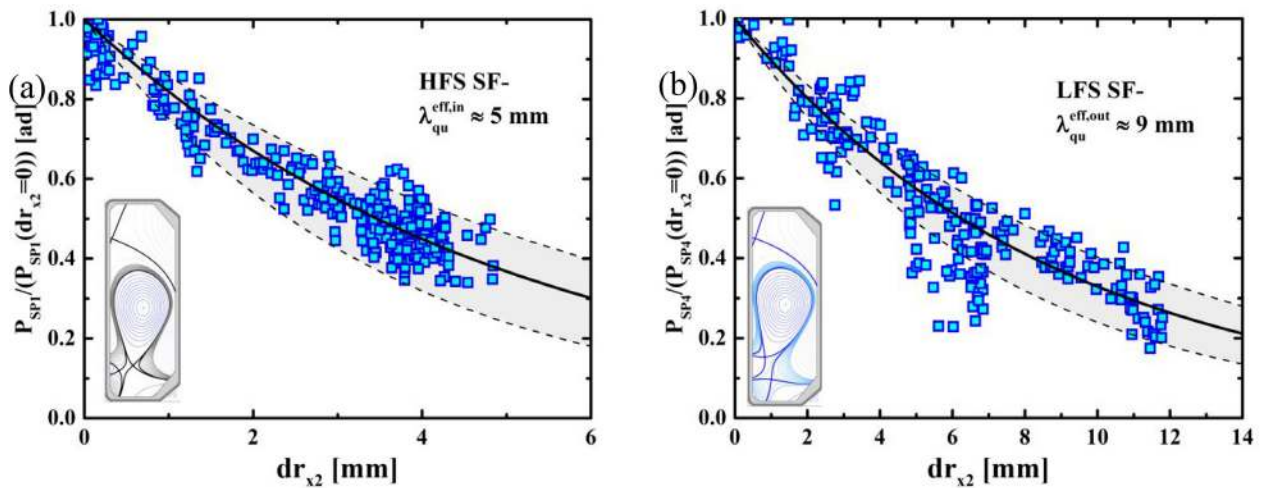 (a)
HFS SF-
λqu^eff,in ≈ 5 mm
P_SP1/(P_SP1(dr_x2=0)) [ad]
1.0
0.8
0.6
0.4
0.2
0.0
0 2 4 6
dr_x2 [mm]
(b)
LFS SF-
λqu^eff,out ≈ 9 mm
P_SP4/(P_SP4(dr_x2=0)) [ad]
1.0
0.8
0.6
0.4
0.2
0.0
0 2 4 6 8 10 12 14
dr_x2 [mm]